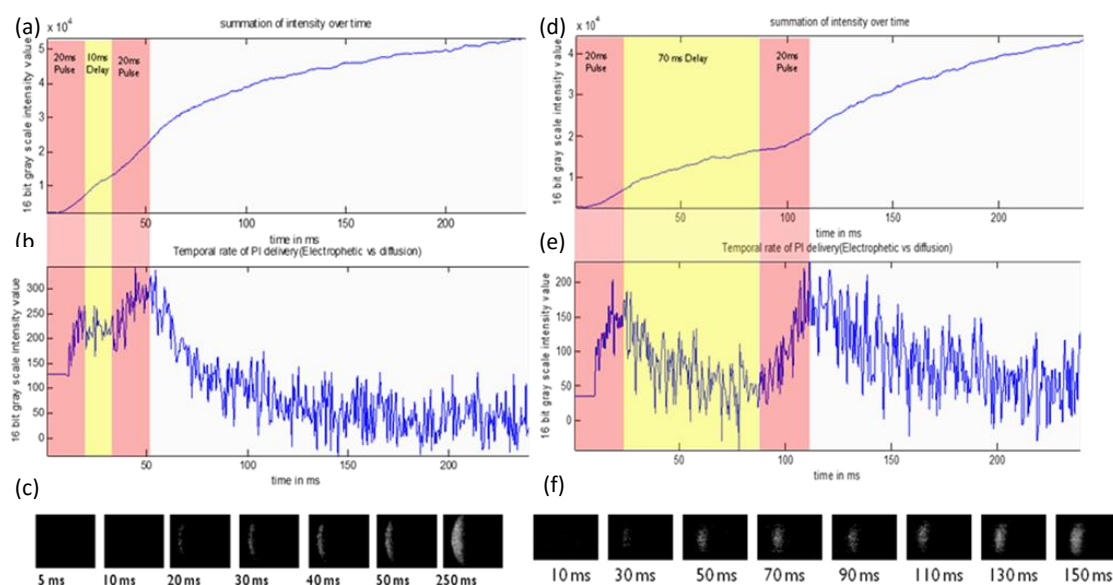 (a)
summation of intensity over time
x 10^4
5
4
3
2
1
16 bit gray scale intensity value
20ms Pulse
10ms Delay
20ms Pulse
50
100
150
200
time in ms
(b)
Temporal rate of PI delivery(Electrophetic vs diffusion)
300
250
200
150
100
50
0
16 bit gray scale intensity value
50
100
150
200
time in ms
(c)
5 ms
10 ms
20 ms
30 ms
40 ms
50 ms
250 ms
(d)
summation of intensity over time
x 10^4
4
3
2
1
16 bit gray scale intensity value
20ms Pulse
70 ms Delay
20ms Pulse
50
100
150
200
time in ms
(e)
Temporal rate of PI delivery(Electrophetic vs diffusion)
200
150
100
50
0
16 bit gray scale intensity value
50
100
150
200
time in ms
(f)
10 ms
30 ms
50 ms
70 ms
90 ms
110 ms
130 ms
150 ms